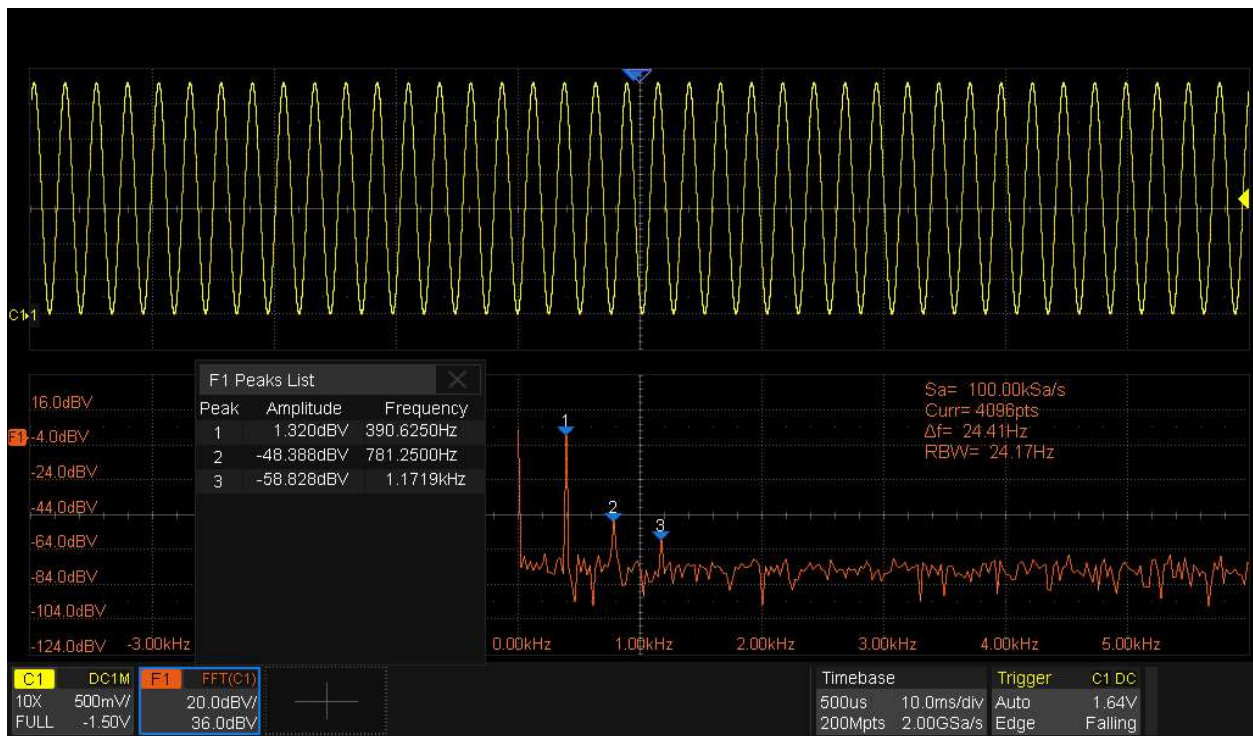 C1 1
F1 Peaks List
Peak Amplitude Frequency
1 1.320dBV 390.6250Hz
2 -48.388dBV 781.2500Hz
3 -58.828dBV 1.1719kHz
16.0dBV
F1 -4.0dBV
-24.0dBV
-44.0dBV
-64.0dBV
-84.0dBV
-104.0dBV
-124.0dBV
1
2
3
Sa= 100.00kSa/s
Curr= 4096pts
Δf= 24.41Hz
RBW= 24.17Hz
-3.00kHz 0.00kHz 1.00kHz 2.00kHz 3.00kHz 4.00kHz 5.00kHz
C1 DC1M
10X 500mV/
FULL -1.50V
F1 FFT(C1)
20.0dBV/
36.0dBV
Timebase
500us 10.0ms/div
200Mpts 2.00GSa/s
Trigger C1 DC
Auto 1.64V
Edge Falling